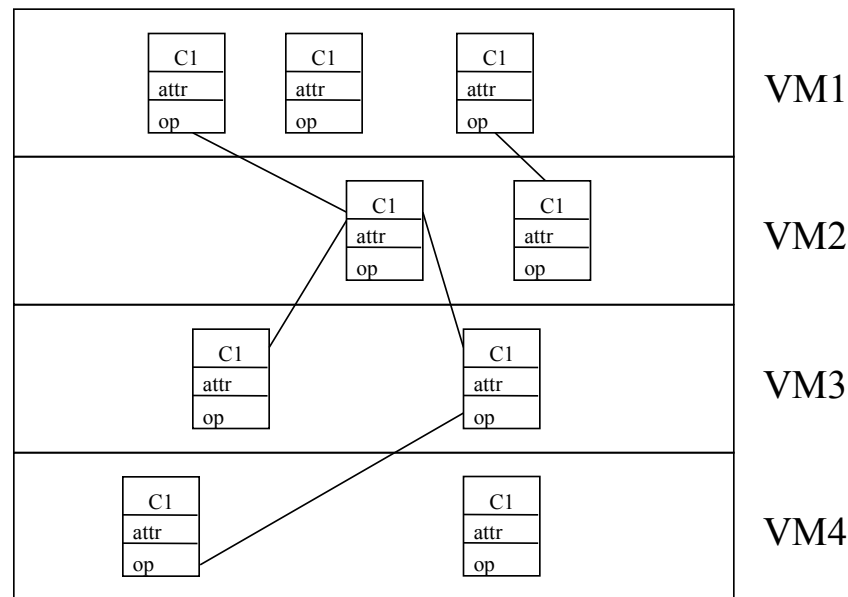 C1 C1 C1
attr attr attr
op op op
VM1
C1 C1
attr attr
op op
VM2
C1 C1
attr attr
op op
VM3
C1 C1
attr attr
op op
VM4